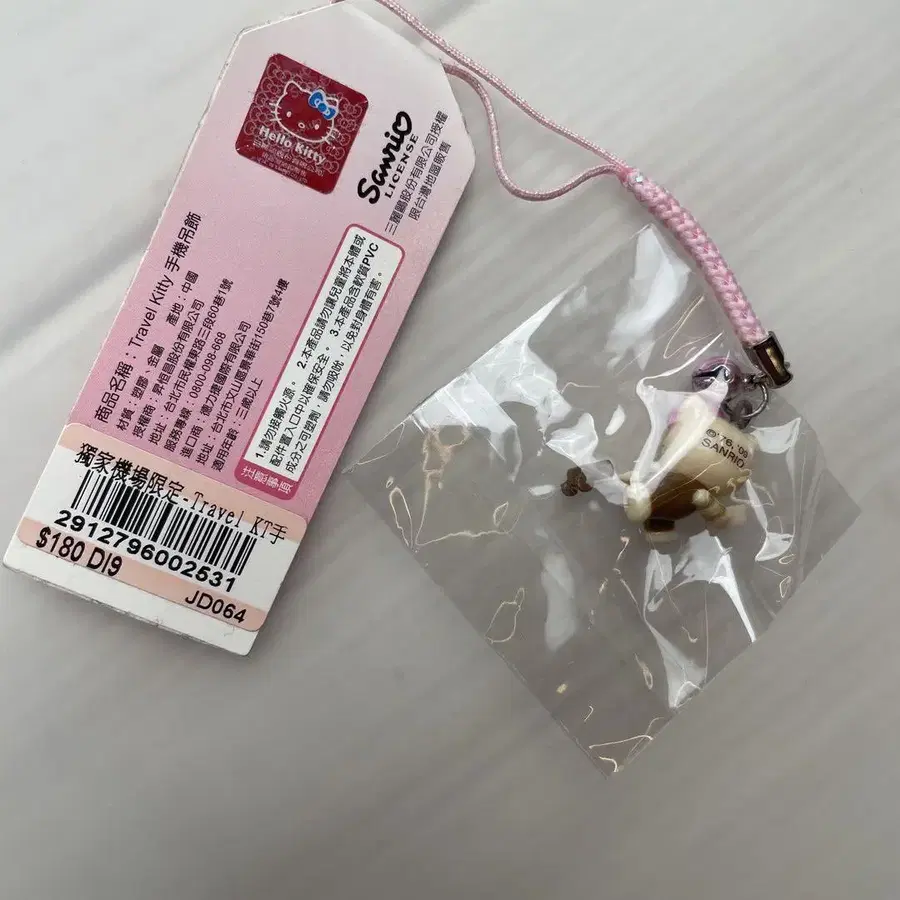 Hello Kitty
Sanrio
LICENSE
三麗鷗股份有限公司授權
限台灣地區販售
商品名稱：Travel Kitty 手機吊飾
材質：塑膠、金屬 產地：中國
授權商：昇恒昌股份有限公司
地址：台北市民權東路三段60巷1號
服務專線：0800-098-668
進口商：德力高國際有限公司
地址：台北市文山區景華街150巷7號4樓
適用年齡：三歲以上
1.請勿接觸火源。 2.本產品請勿讓兒童將本體或
配件置入口中以確保安全。 3.本產品含軟質PVC
成分之可塑劑，請勿吸吮，以免對身體有害。
注意事項
獨家機場限定-Travel KT手
2912796002531
$180 D/9
JD064
©'76,'09
SANRIO